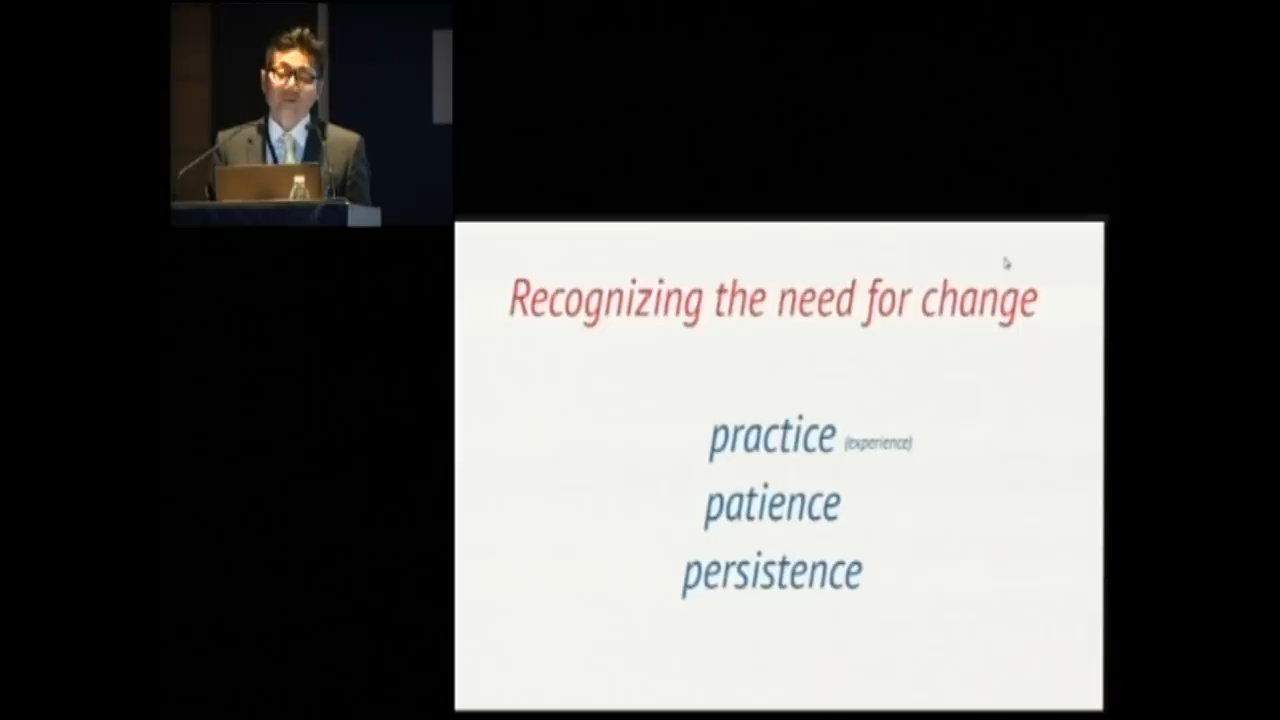 Recognizing the need for change
practice (experience)
patience
persistence